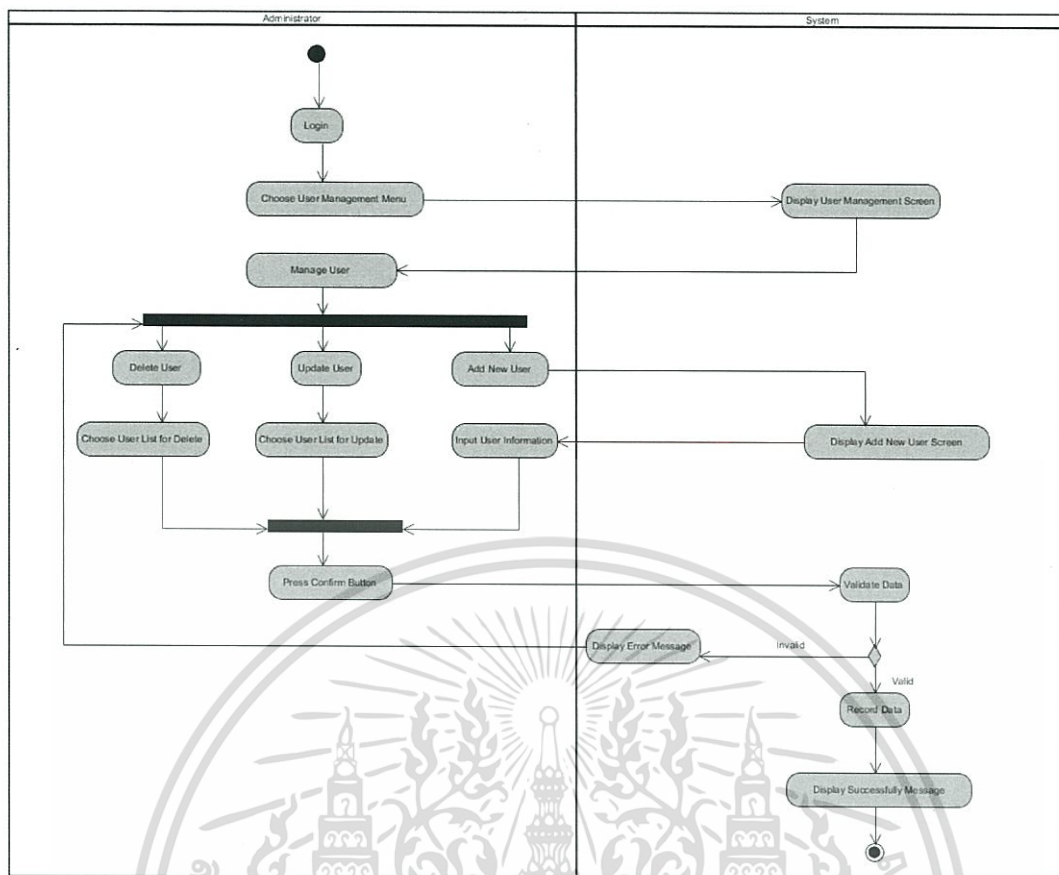 Administrator
System
Login
Choose User Management Menu
Display User Management Screen
Manage User
Delete User
Update User
Add New User
Choose User List for Delete
Choose User List for Update
Input User Information
Display Add New User Screen
Press Confirm Button
Validate Data
Display Error Message
Invalid
Valid
Record Data
Display Successfully Message